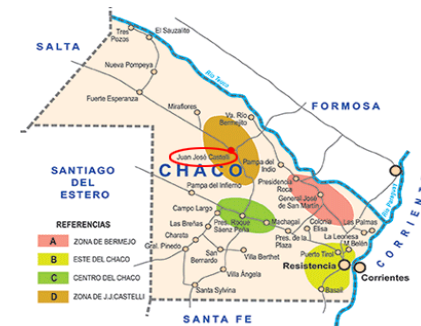 SALTA
Tres
Pozos
El Sauzalito
Nueva Pompeya
Fuerte Esperanza
Río Teuco
FORMOSA
Miraflores
Va. Río
Bermejito
Juan José Castelli
CHACO
Pampa del
Indio
SANTIAGO
DEL
ESTERO
Pampa del Infierno
Presidencia
Roca
General José
de San Martín
Río Paraguay
CORRIENTES
Campo Largo
Pres. Roque
Sáenz Peña
Machagai
Colonia
Elisa
Las Palmas
La Leonesa
M. Belén
Las Breñas
Charata
Gral. Pinedo
San
Bernardo
Villa Berthet
Pres. de la
Plaza
Puerto Tirol
Resistencia
Corrientes
Villa Ángela
Santa Sylvina
Basail
SANTA FE
REFERENCIAS
A ZONA DE BERMEJO
B ESTE DEL CHACO
C CENTRO DEL CHACO
D ZONA DE J.J.CASTELLI